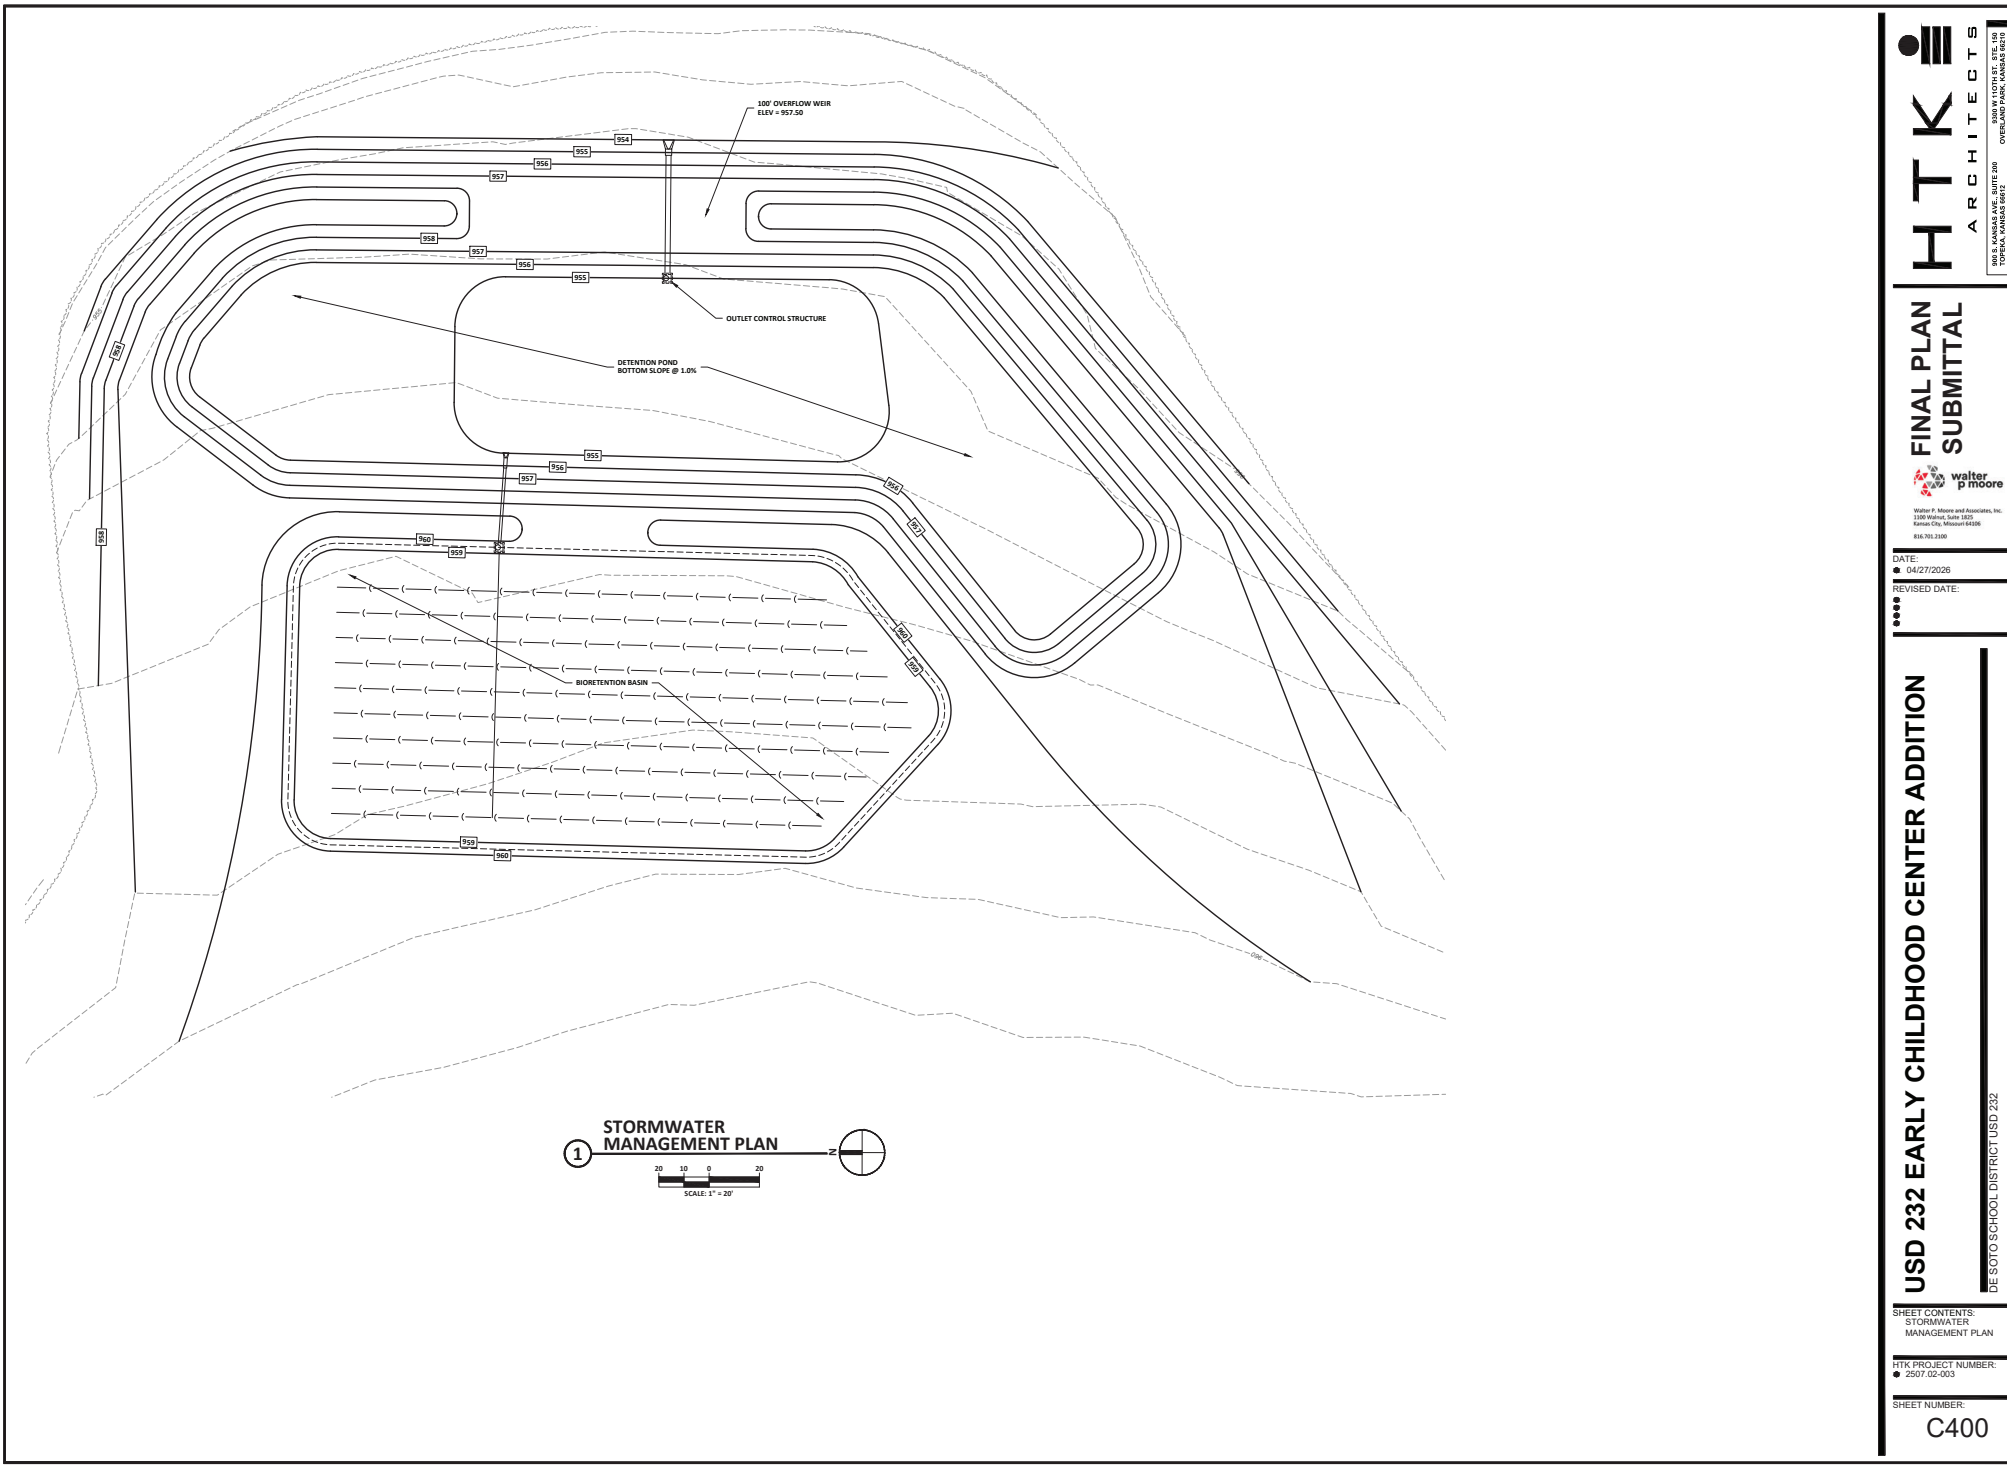 100' OVERFLOW WEIR
ELEV = 957.50
954
955
956
957
958
957
956
955
OUTLET CONTROL STRUCTURE
DETENTION POND
BOTTOM SLOPE @ 1.0%
955
958
958
955
956
957
956
957
960
959
960
959
BIORETENTION BASIN
959
960
960
1
STORMWATER
MANAGEMENT PLAN
N
20 10 0 20
SCALE: 1" = 20'
HTK
ARCHITECTS
900 S. KANSAS AVE., SUITE 200
TOPEKA, KANSAS 66612
9300 W 110TH ST. STE. 150
OVERLAND PARK, KANSAS 66210
FINAL PLAN
SUBMITTAL
walter
p moore
Walter P. Moore and Associates, Inc.
1100 Walnut, Suite 1825
Kansas City, Missouri 64106
816.701.2100
DATE:
04/27/2026
REVISED DATE:
USD 232 EARLY CHILDHOOD CENTER ADDITION
DE SOTO SCHOOL DISTRICT USD 232
SHEET CONTENTS:
STORMWATER
MANAGEMENT PLAN
HTK PROJECT NUMBER:
2507.02-003
SHEET NUMBER:
C400